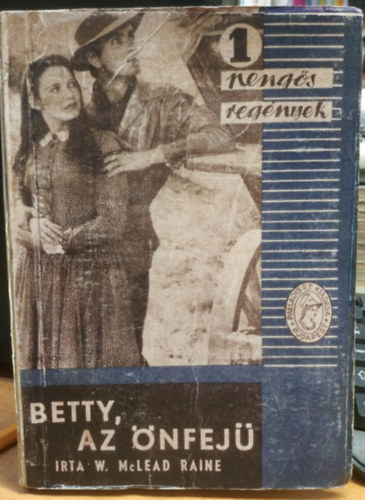 1
pengős
regények
BETTY,
AZ ÖNFEJŰ
IRTA W. McLEAD RAINE